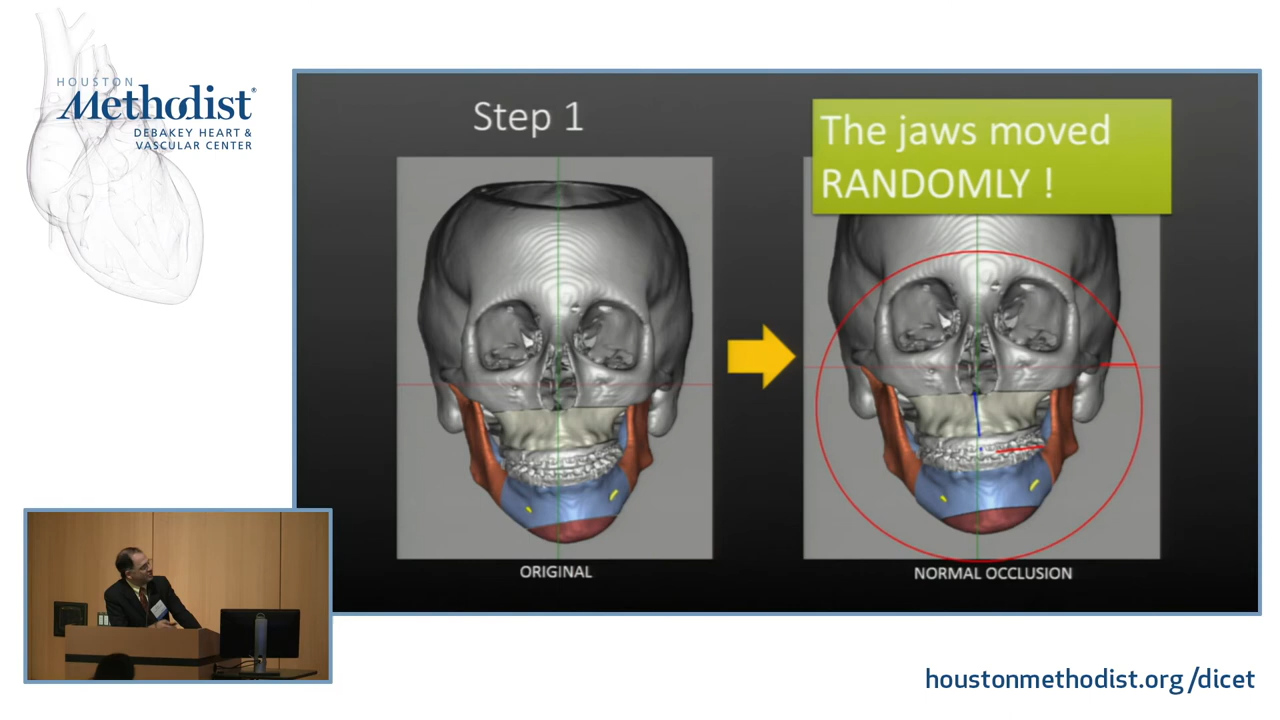 HOUSTON
Methodist®
DEBAKEY HEART &
VASCULAR CENTER
Step 1
The jaws moved
RANDOMLY !
ORIGINAL
NORMAL OCCLUSION
houstonmethodist.org/dicet